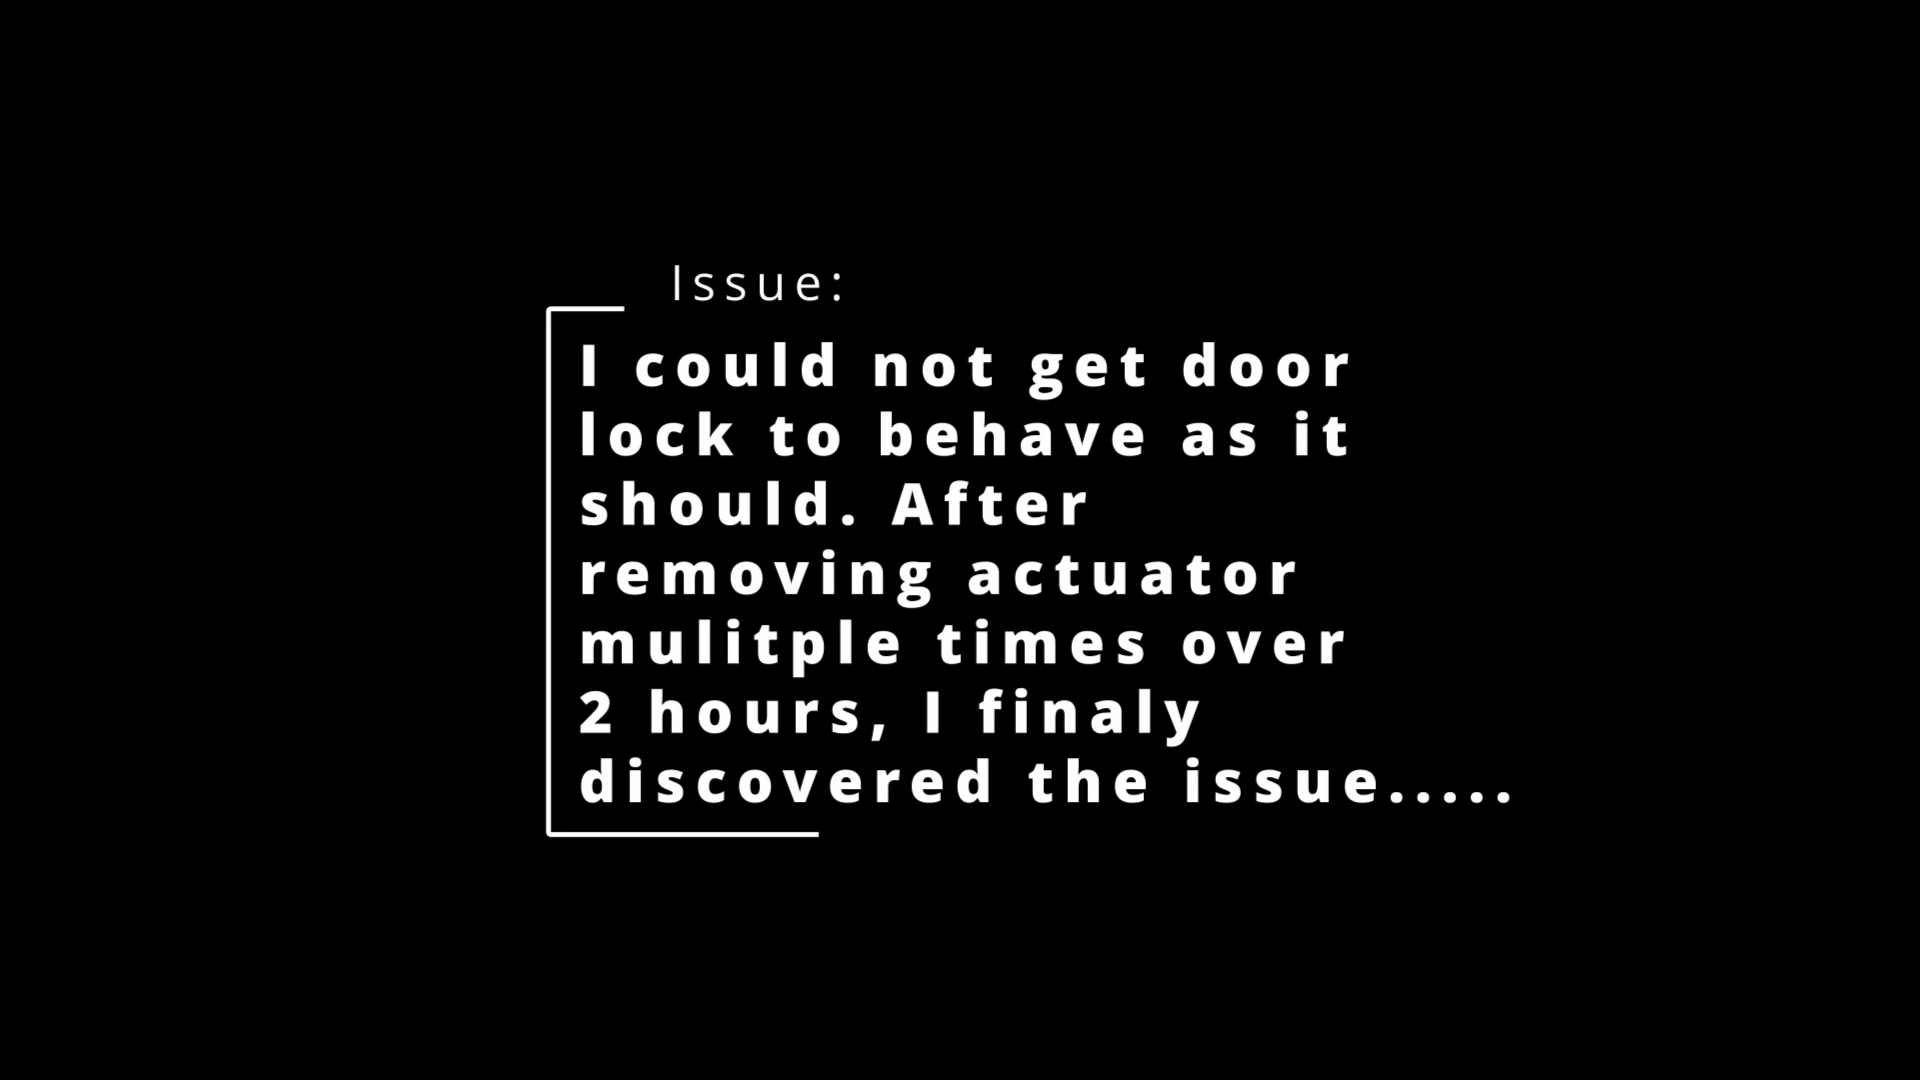 Issue:
I could not get door
lock to behave as it
should. After
removing actuator
mulitple times over
2 hours, I finaly
discovered the issue.....